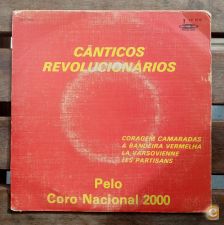 CÂNTICOS
REVOLUCIONÁRIOS
CORAGEM CAMARADAS
A BANDEIRA VERMELHA
LA VARSOVIENNE
LES PARTISANS
Pelo
Coro Nacional 2000